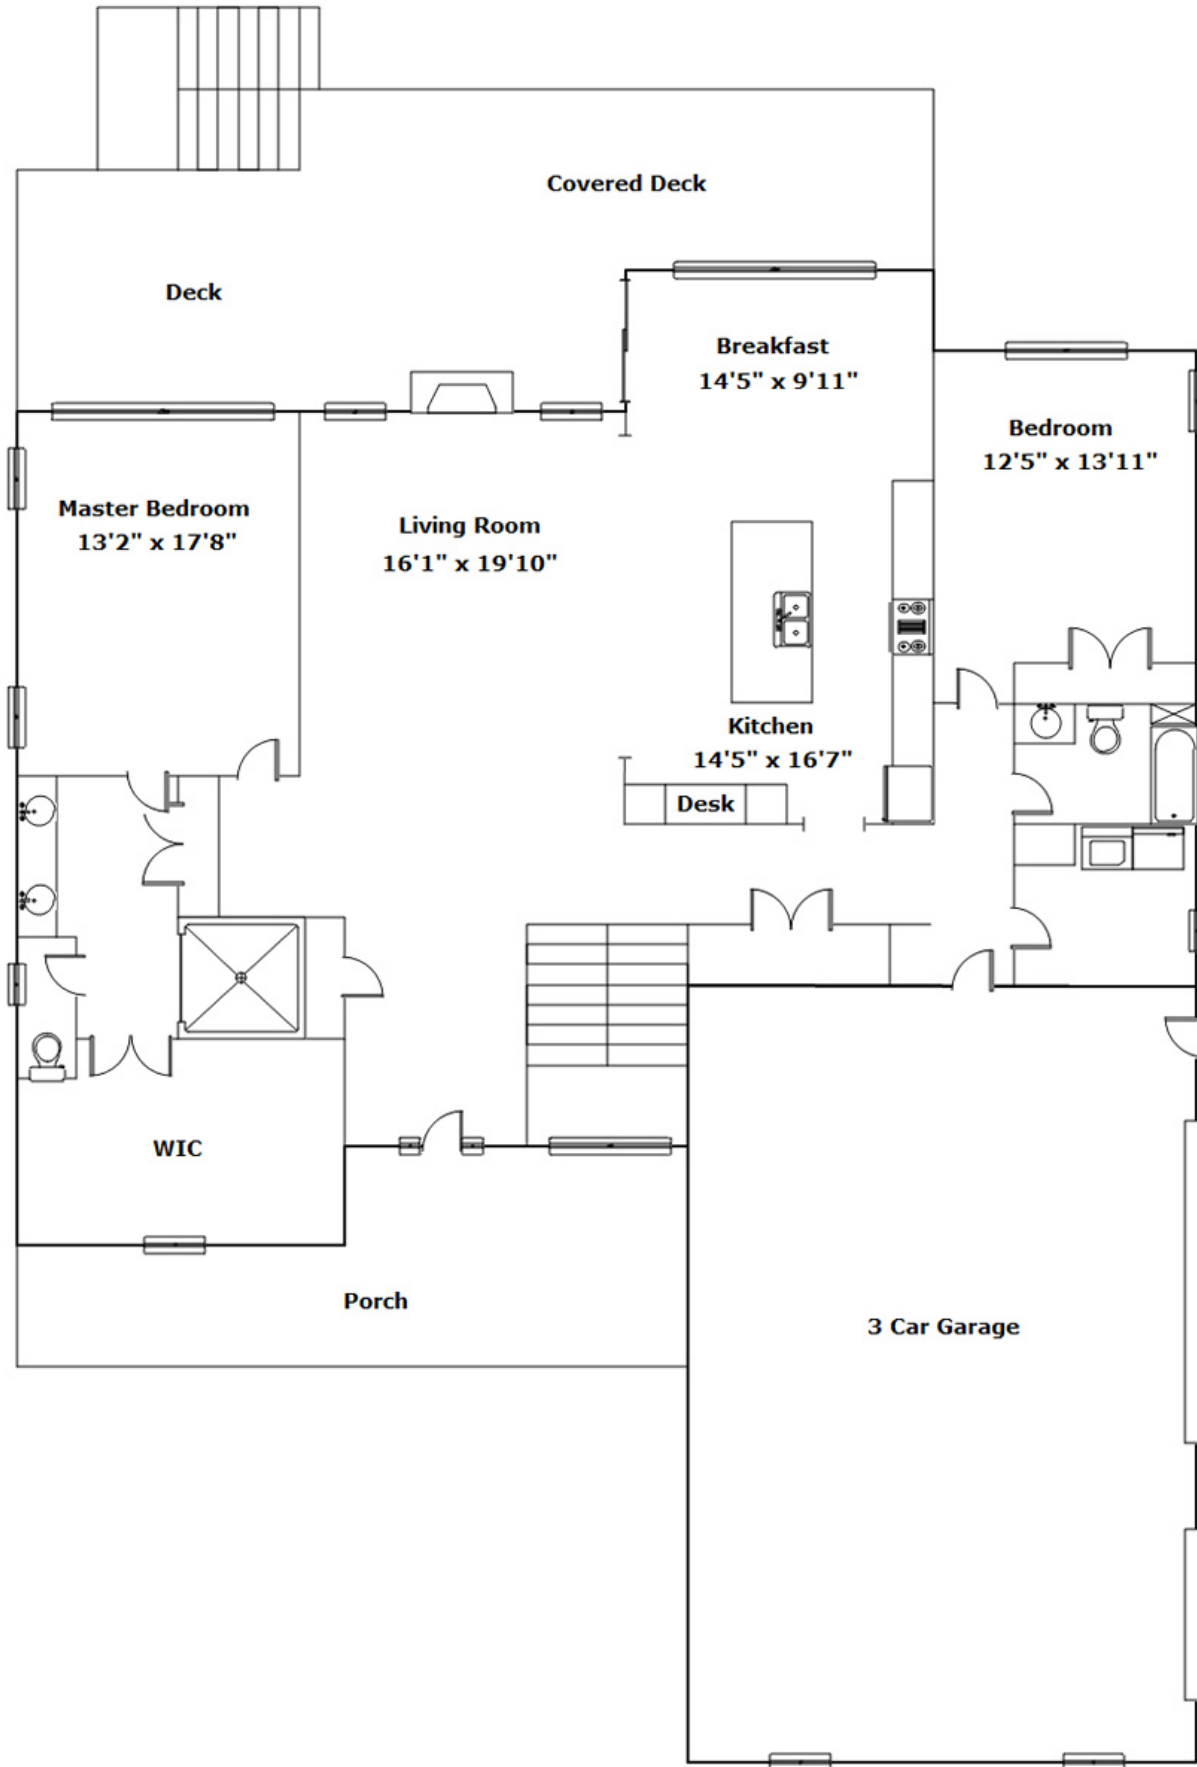 Covered Deck
Deck
Breakfast
14'5" x 9'11"
Bedroom
12'5" x 13'11"
Master Bedroom
13'2" x 17'8"
Living Room
16'1" x 19'10"
Kitchen
14'5" x 16'7"
Desk
WIC
Porch
3 Car Garage